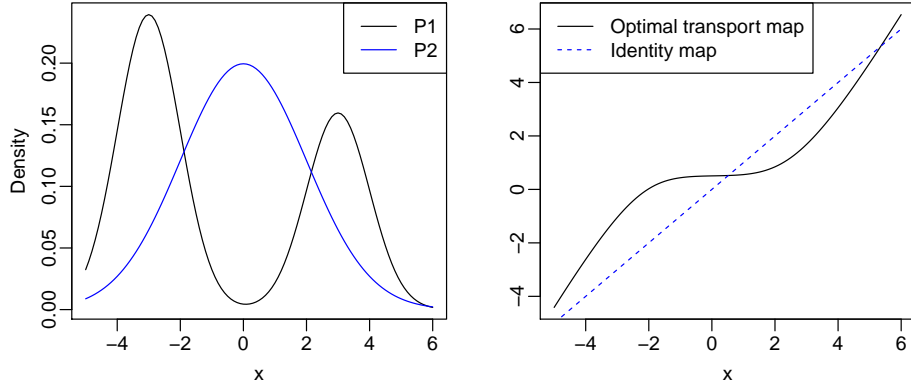 P1
P2
0.20
0.15
0.10
0.05
0.00
Density
−4 −2 0 2 4 6
x
Optimal transport map
Identity map
6
4
2
0
−2
−4
−4 −2 0 2 4 6
x